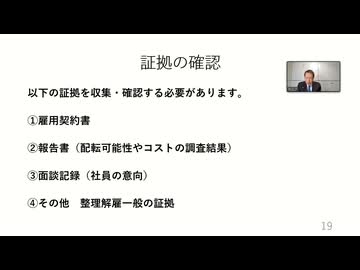 証拠の確認
以下の証拠を収集・確認する必要があります。
①雇用契約書
②報告書（配転可能性やコストの調査結果）
③面談記録（社員の意向）
④その他　整理解雇一般の証拠
19